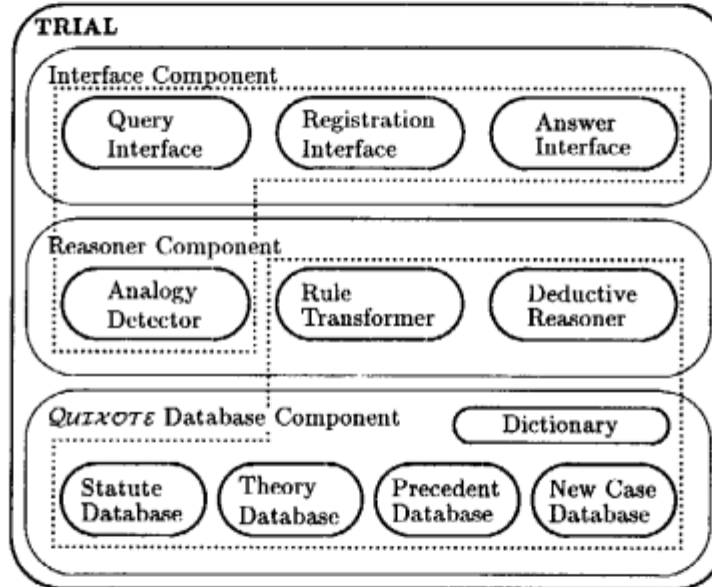 TRIAL
Interface Component
Query
Interface
Registration
Interface
Answer
Interface
Reasoner Component
Analogy
Detector
Rule
Transformer
Deductive
Reasoner
QUIXOTE Database Component
Dictionary
Statute
Database
Theory
Database
Precedent
Database
New Case
Database